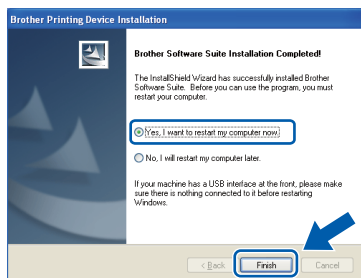 Brother Printing Device Installation
Brother Software Suite Installation Completed!
The InstallShield Wizard has successfully installed Brother
Software Suite. Before you can use the program, you must
restart your computer.
Yes, I want to restart my computer now.
No, I will restart my computer later.
If your machine has a USB interface at the front, please make
sure there is nothing connected to it before restarting
Windows.
< Back
Finish
Cancel